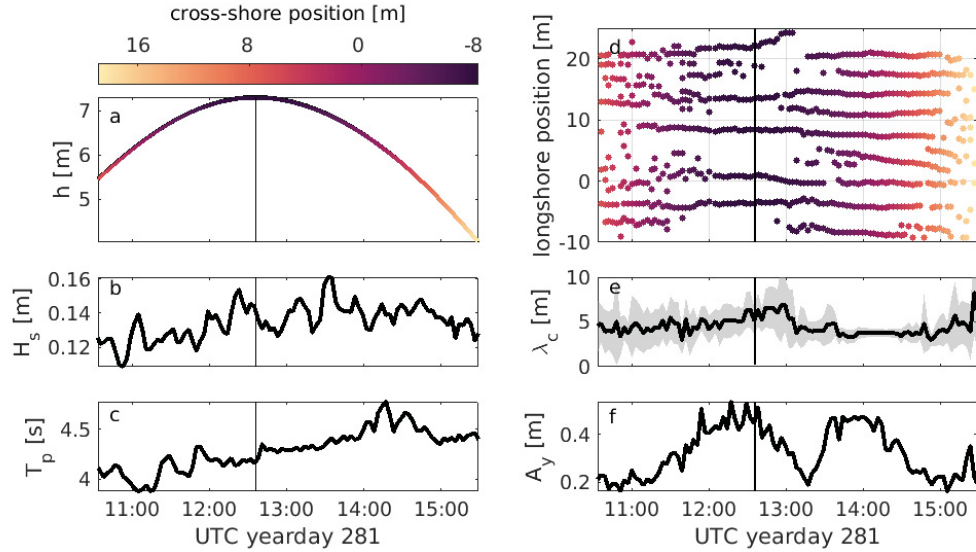 cross-shore position [m]
16 8 0 -8
a
h [m]
7
6
5
b
H_s [m]
0.16
0.14
0.12
c
T_p [s]
4.5
4
11:00 12:00 13:00 14:00 15:00
UTC yearday 281
d
longshore position [m]
20
10
0
-10
e
λ_c [m]
10
5
0
f
A_y [m]
0.4
0.2
11:00 12:00 13:00 14:00 15:00
UTC yearday 281